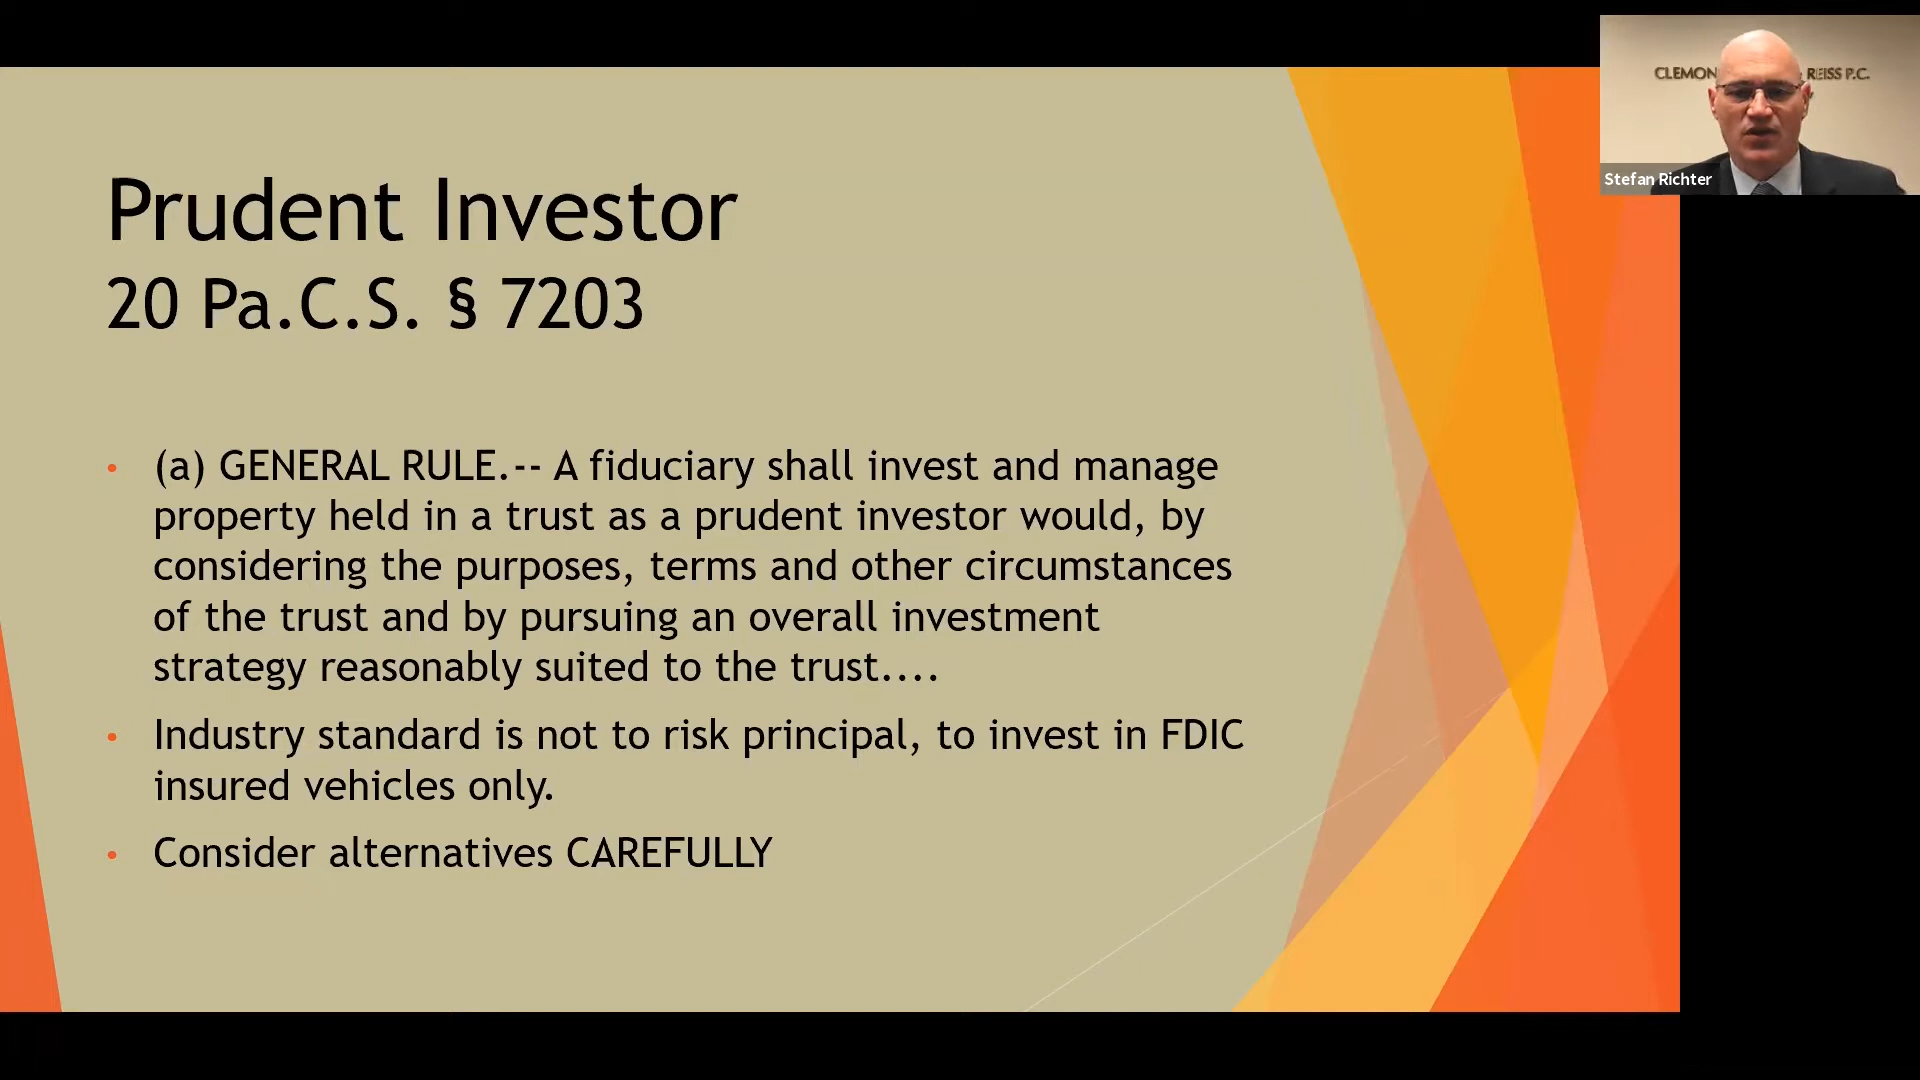 Prudent Investor
20 Pa.C.S. § 7203
• (a) GENERAL RULE.-- A fiduciary shall invest and manage
property held in a trust as a prudent investor would, by
considering the purposes, terms and other circumstances
of the trust and by pursuing an overall investment
strategy reasonably suited to the trust....
• Industry standard is not to risk principal, to invest in FDIC
insured vehicles only.
• Consider alternatives CAREFULLY
CLEMON REISS P.C.
Stefan Richter